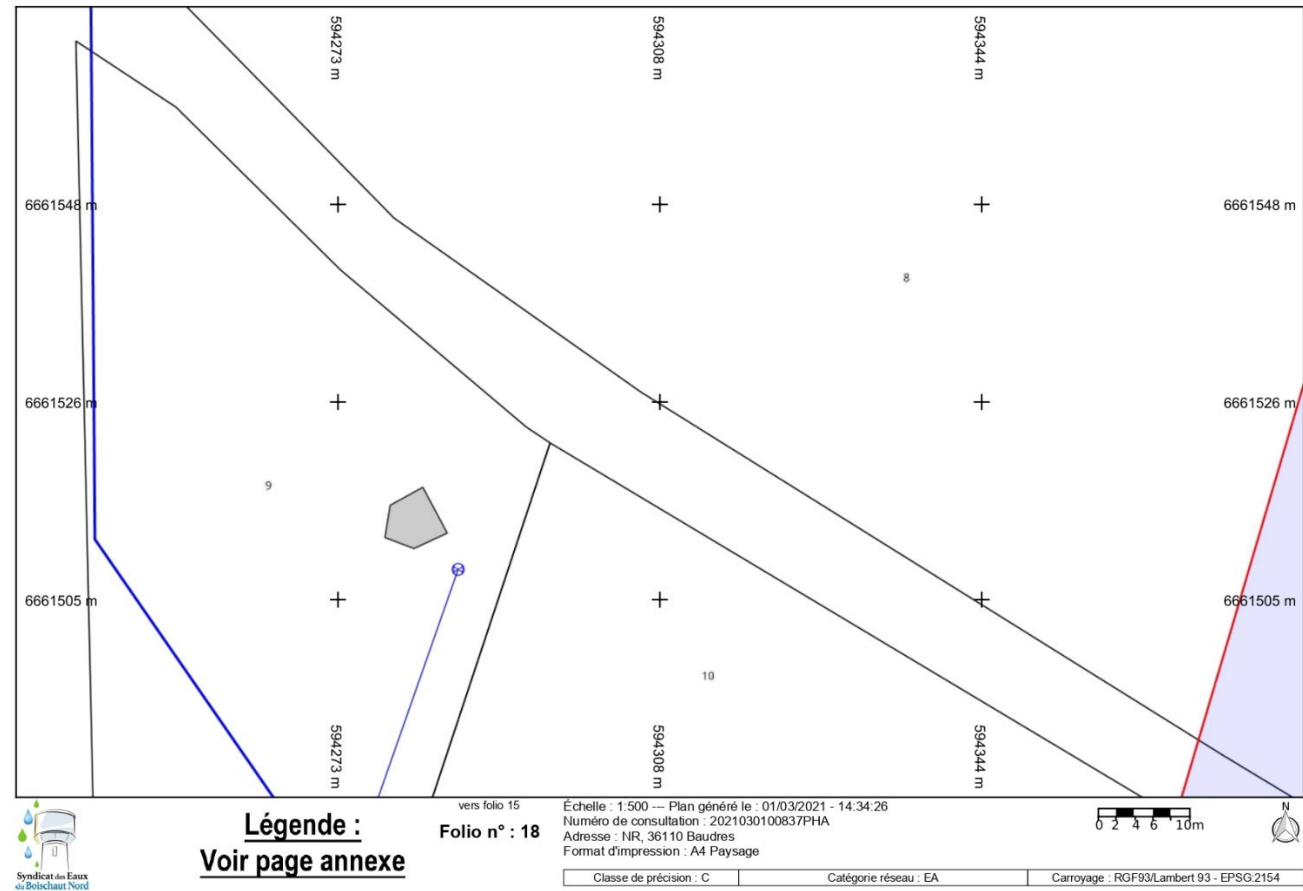 594273 m
594308 m
594344 m
6661548 m
6661548 m
8
6661526 m
6661526 m
9
6661505 m
6661505 m
10
594273 m
594308 m
594344 m
Syndicat des Eaux
du Boischaut Nord
Légende :
Voir page annexe
vers folio 15
Folio n° : 18
Échelle : 1:500 --- Plan généré le : 01/03/2021 - 14:34:26
Numéro de consultation : 2021030100837PHA
Adresse : NR, 36110 Baudres
Format d'impression : A4 Paysage
Classe de précision : C
Catégorie réseau : EA
Carroyage : RGF93/Lambert 93 - EPSG:2154
0 2 4 6 10m
N